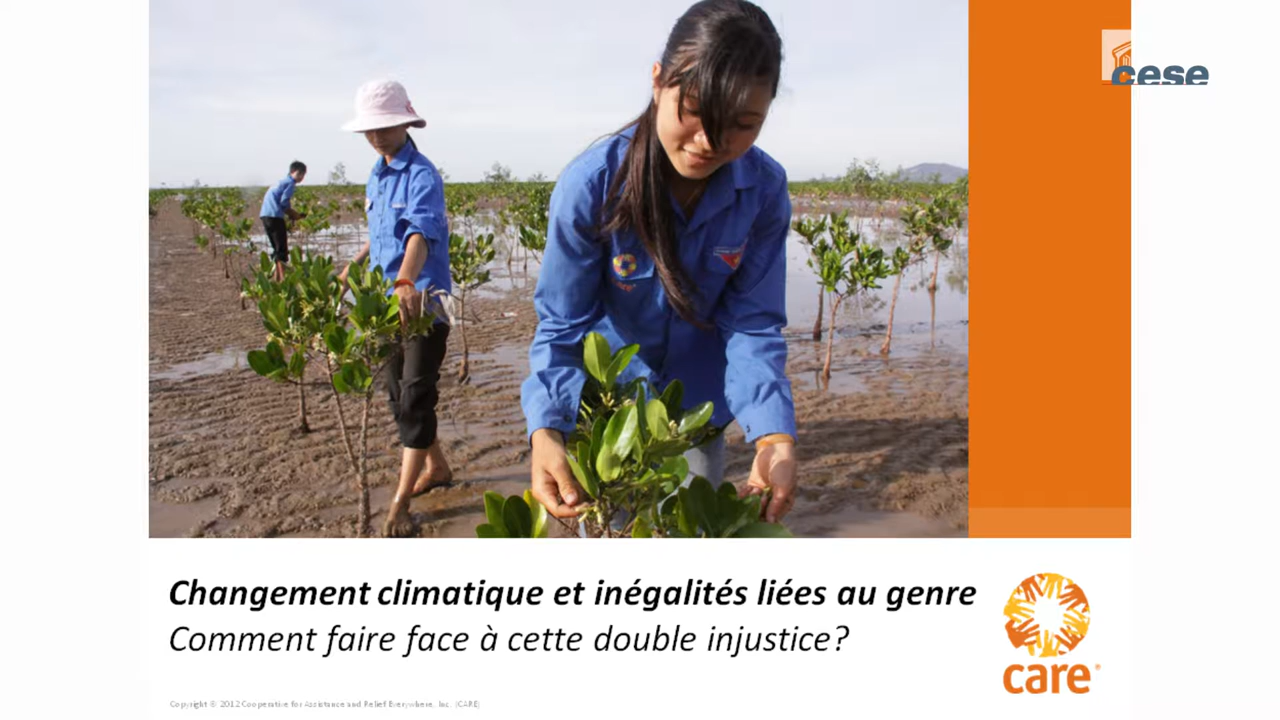 cese
Changement climatique et inégalités liées au genre
Comment faire face à cette double injustice?
care
Copyright © 2012 Cooperative for Assistance and Relief Everywhere, Inc. (CARE)